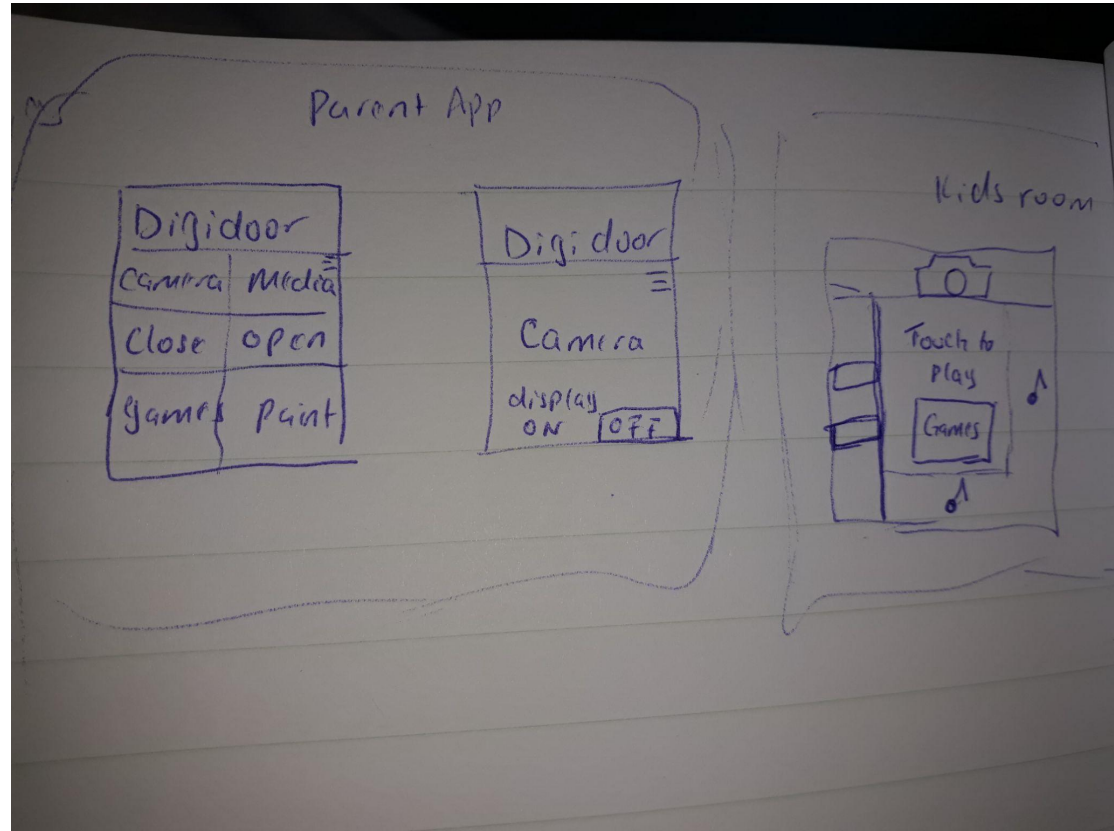 Parent App
Digidoor
Camera Media
Close open
games paint
Digidoor
Camera
display
ON OFF
Kids room
Touch to
play
Games